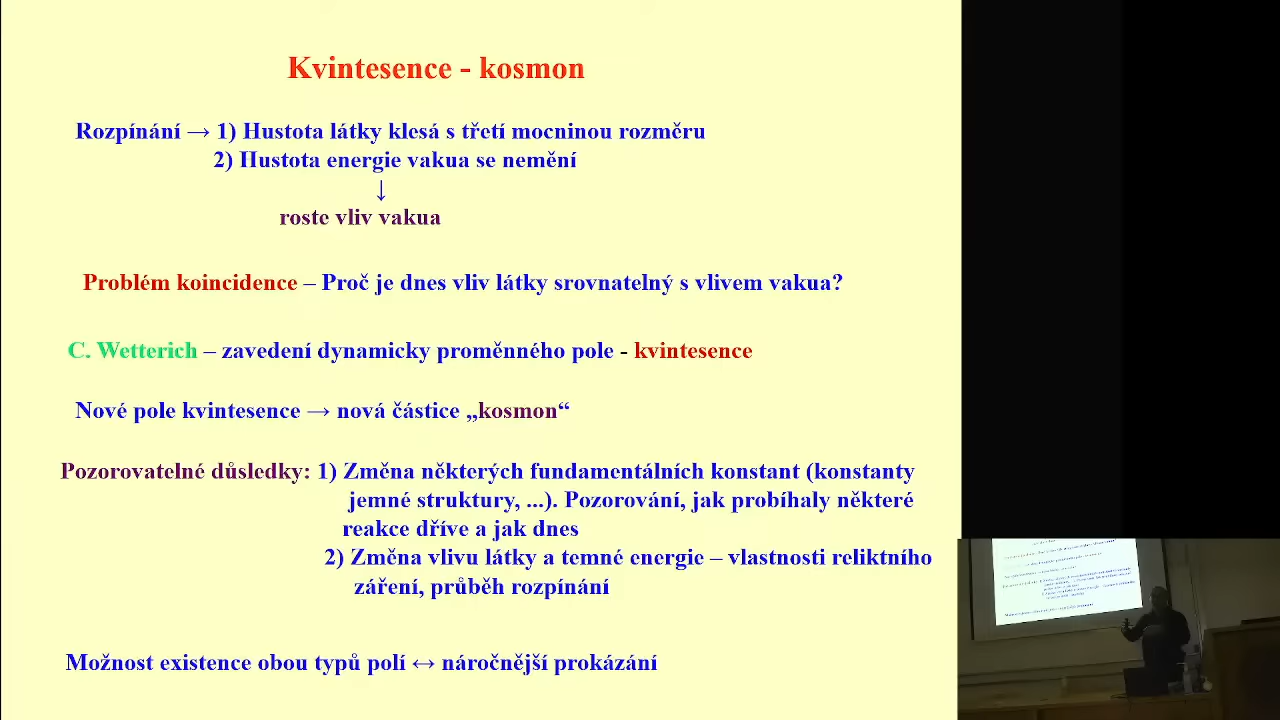 Kvintesence - kosmon
Rozpínání → 1) Hustota látky klesá s třetí mocninou rozměru
2) Hustota energie vakua se nemění
↓
roste vliv vakua
Problém koincidence – Proč je dnes vliv látky srovnatelný s vlivem vakua?
C. Wetterich – zavedení dynamicky proměnného pole - kvintesence
Nové pole kvintesence → nová částice „kosmon“
Pozorovatelné důsledky: 1) Změna některých fundamentálních konstant (konstanty
jemné struktury, ...). Pozorování, jak probíhaly některé
reakce dříve a jak dnes
2) Změna vlivu látky a temné energie – vlastnosti reliktního
záření, průběh rozpínání
Možnost existence obou typů polí ↔ náročnější prokázání